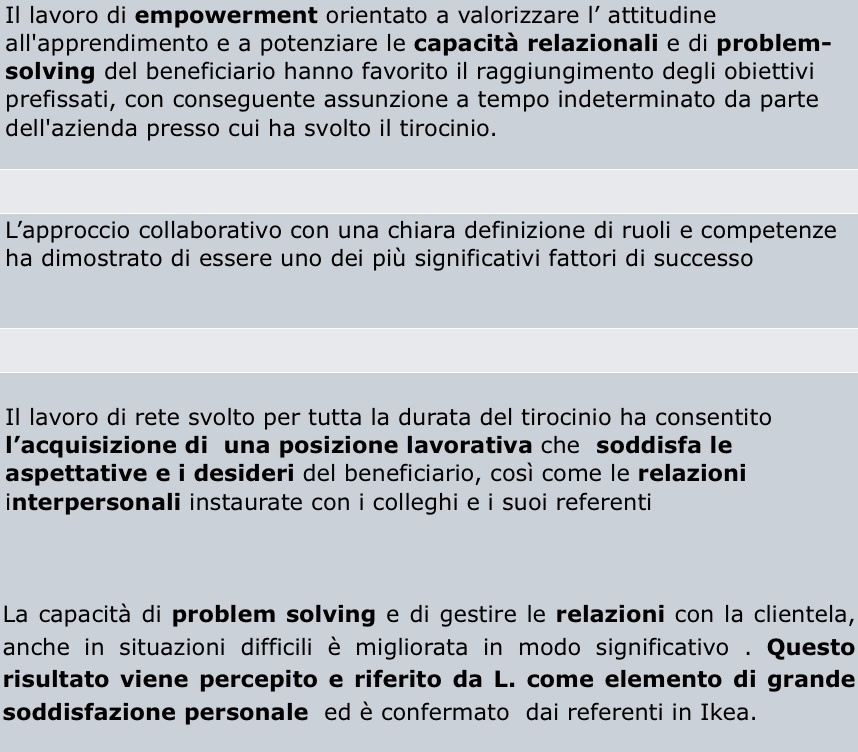 Il lavoro di empowerment orientato a valorizzare l’ attitudine
all'apprendimento e a potenziare le capacità relazionali e di problem-
solving del beneficiario hanno favorito il raggiungimento degli obiettivi
prefissati, con conseguente assunzione a tempo indeterminato da parte
dell'azienda presso cui ha svolto il tirocinio.
L’approccio collaborativo con una chiara definizione di ruoli e competenze
ha dimostrato di essere uno dei più significativi fattori di successo
Il lavoro di rete svolto per tutta la durata del tirocinio ha consentito
l’acquisizione di  una posizione lavorativa che  soddisfa le
aspettative e i desideri del beneficiario, così come le relazioni
interpersonali instaurate con i colleghi e i suoi referenti
La capacità di problem solving e di gestire le relazioni con la clientela,
anche in situazioni difficili è migliorata in modo significativo . Questo
risultato viene percepito e riferito da L. come elemento di grande
soddisfazione personale  ed è confermato  dai referenti in Ikea.